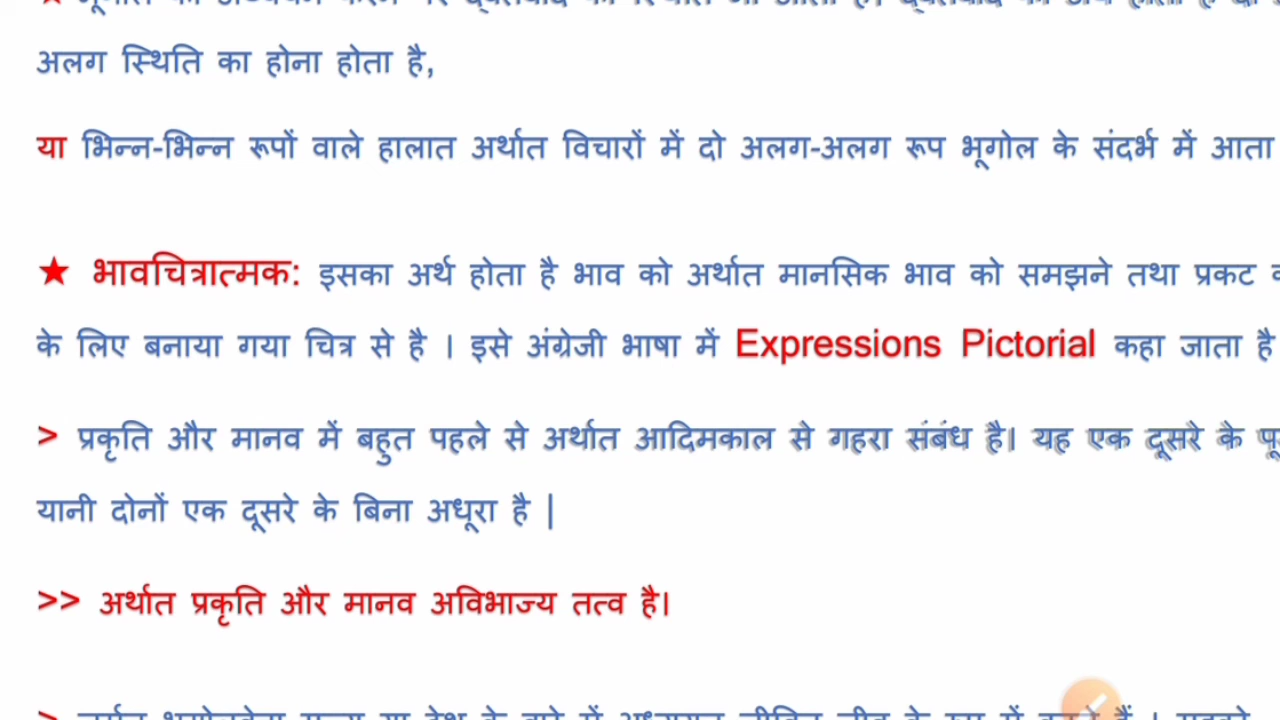 अलग स्थिति का होना होता है,
या भिन्न-भिन्न रूपों वाले हालात अर्थात विचारों में दो अलग-अलग रूप भूगोल के संदर्भ में आता
★ भावचित्रात्मक: इसका अर्थ होता है भाव को अर्थात मानसिक भाव को समझने तथा प्रकट
के लिए बनाया गया चित्र से है । इसे अंग्रेजी भाषा में Expressions Pictorial कहा जाता है
> प्रकृति और मानव में बहुत पहले से अर्थात आदिमकाल से गहरा संबंध है। यह एक दूसरे के
यानी दोनों एक दूसरे के बिना अधूरा है |
>> अर्थात प्रकृति और मानव अविभाज्य तत्व है।